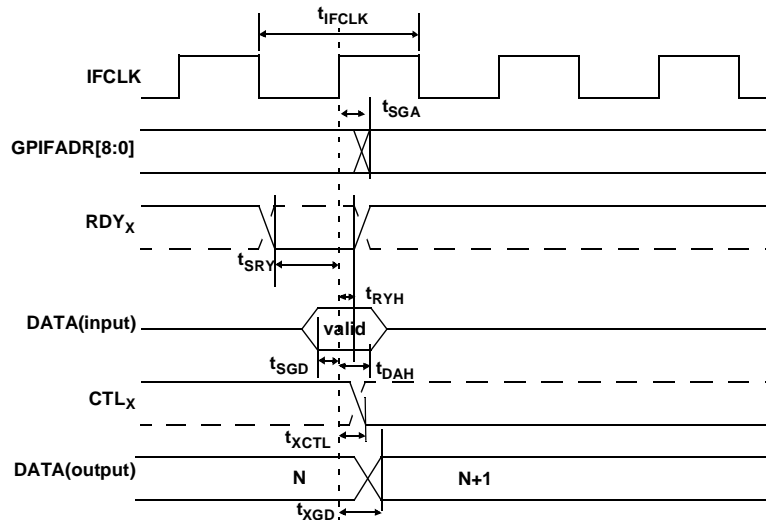 tIFCLK
IFCLK
tSGA
GPIFADR[8:0]
RDYX
tSRY
tRYH
DATA(input)
valid
tSGD
tDAH
CTLX
tXCTL
DATA(output)
N
N+1
tXGD